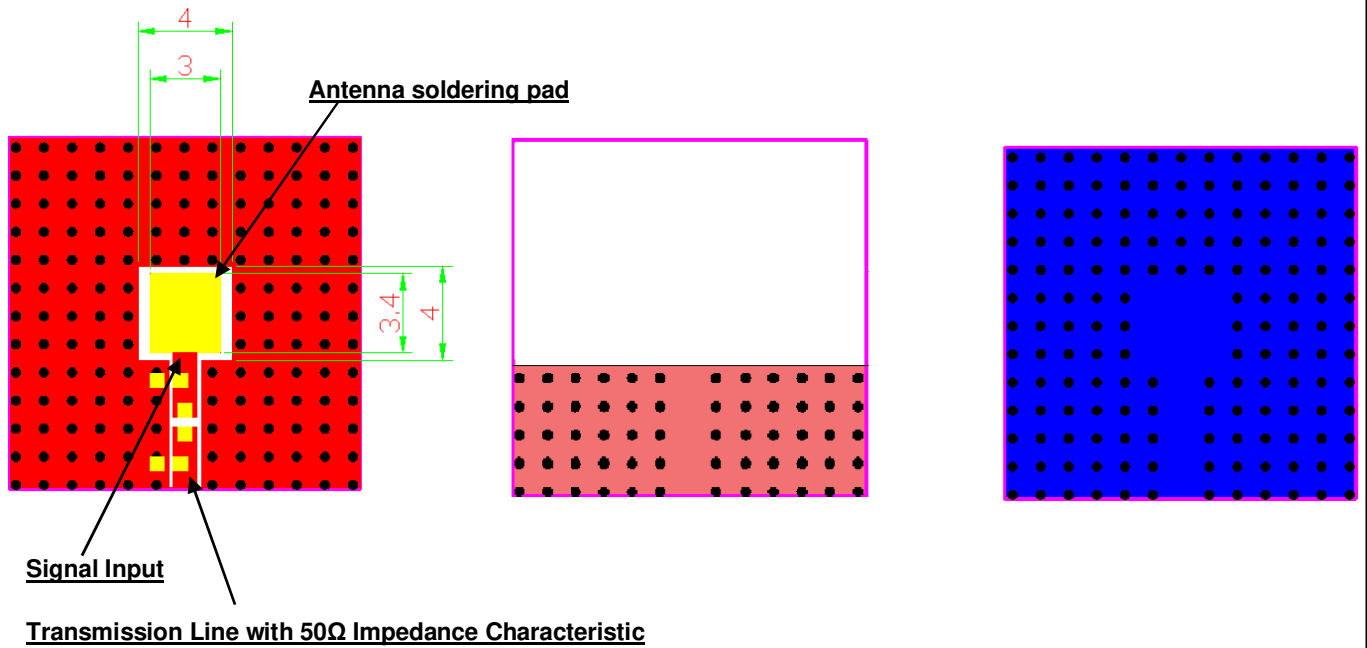 4
3
Antenna soldering pad
3.4
4
Signal Input
Transmission Line with 50Ω Impedance Characteristic